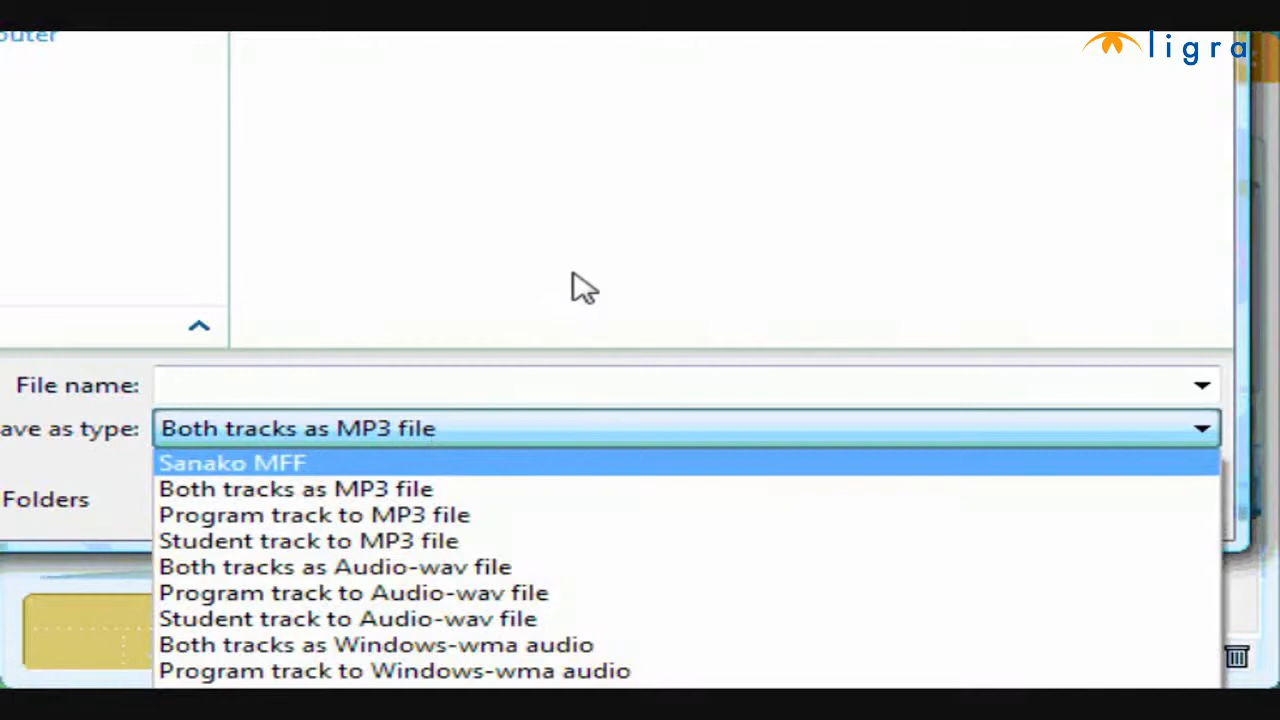 outer
ligra
File name:
ave as type:
Both tracks as MP3 file
Sanako MFF
Both tracks as MP3 file
Program track to MP3 file
Folders
Student track to MP3 file
Both tracks as Audio-wav file
Program track to Audio-wav file
Student track to Audio-wav file
Both tracks as Windows-wma audio
Program track to Windows-wma audio